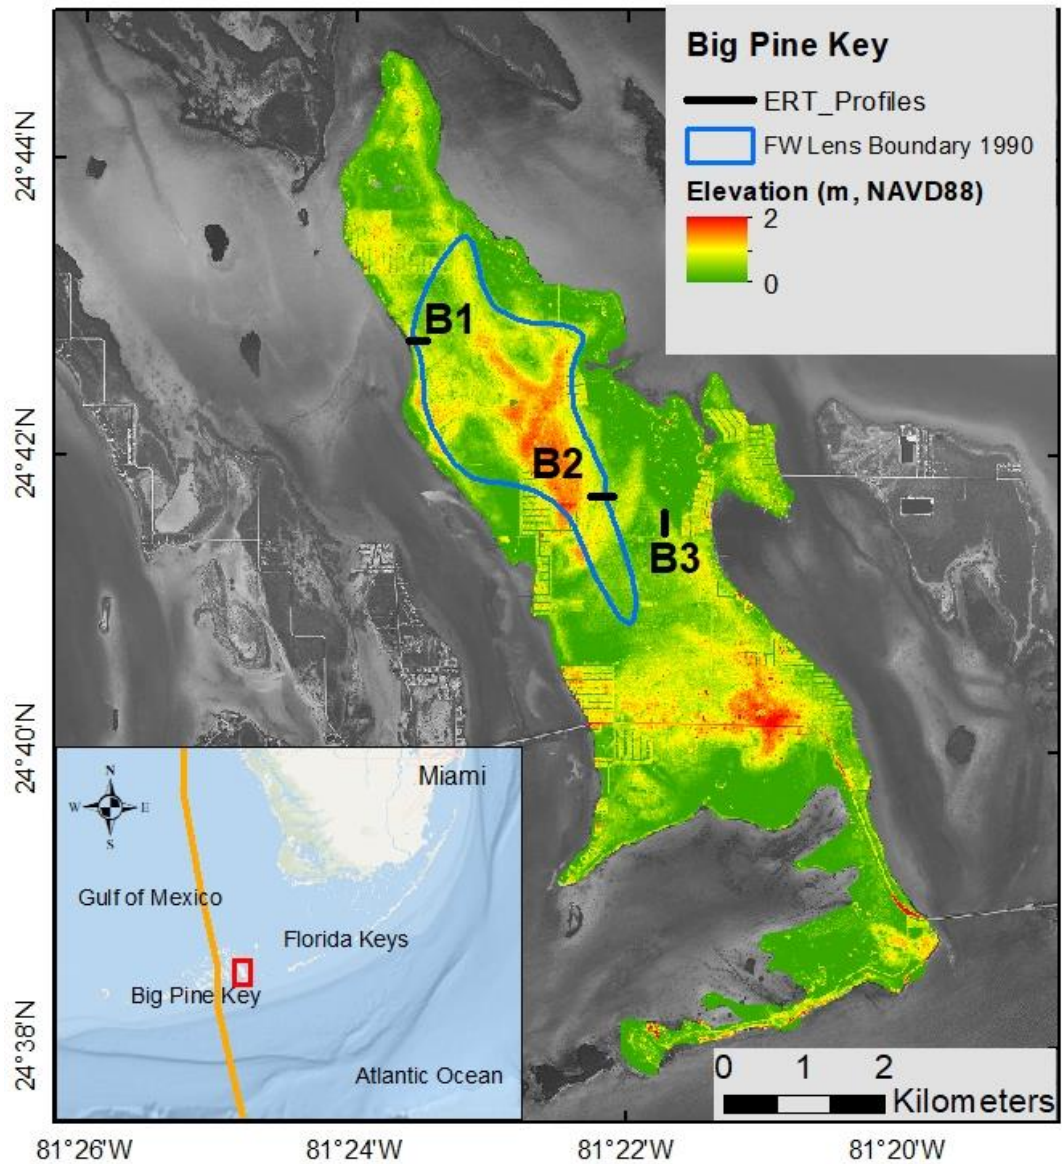 Big Pine Key
ERT_Profiles
FW Lens Boundary 1990
Elevation (m, NAVD88)
2
0
24°44'N
24°42'N
24°40'N
24°38'N
B1
B2
B3
N
W E
S
Miami
Gulf of Mexico
Florida Keys
Big Pine Key
Atlantic Ocean
0 1 2
Kilometers
81°26'W 81°24'W 81°22'W 81°20'W